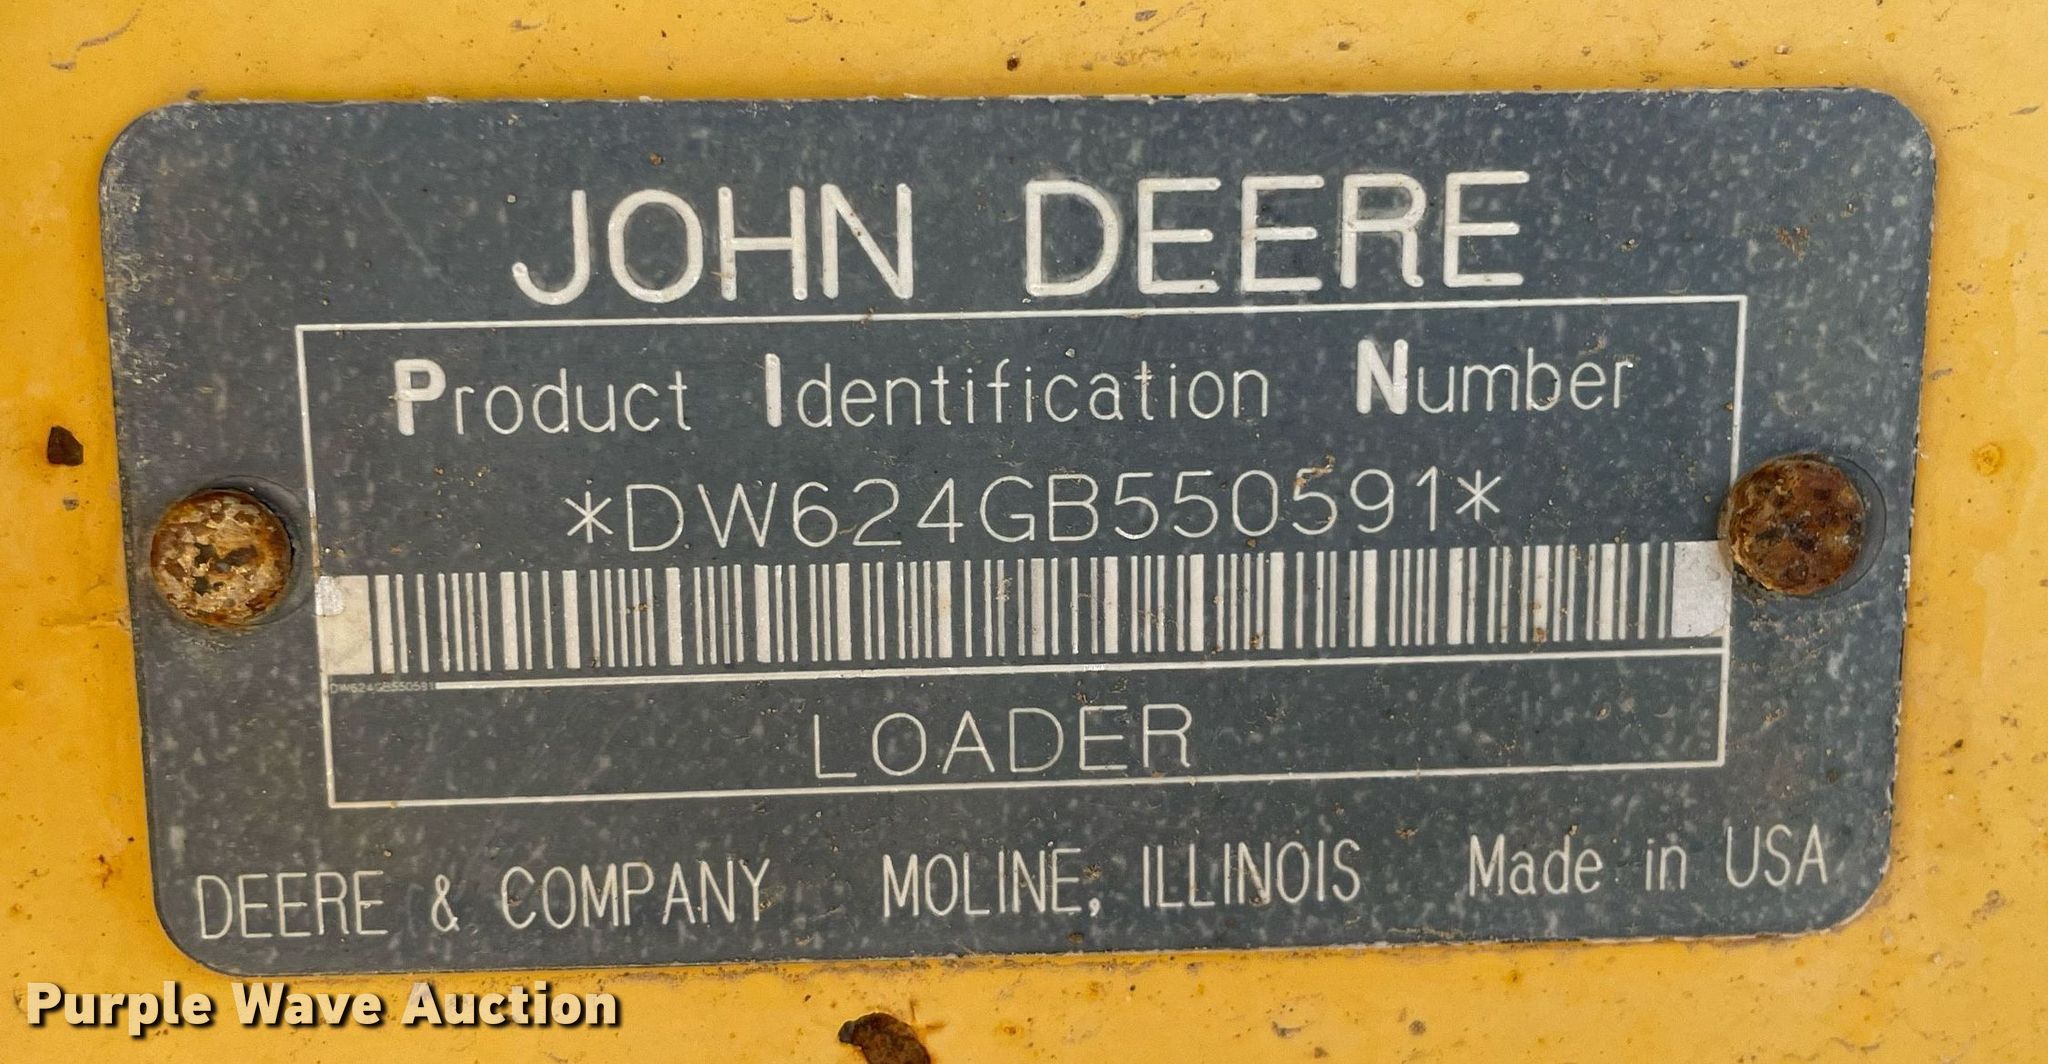 JOHN DEERE
Product Identification Number
*DW624GB550591*
DW624GB550591
LOADER
DEERE & COMPANY MOLINE, ILLINOIS Made in USA
Purple Wave Auction